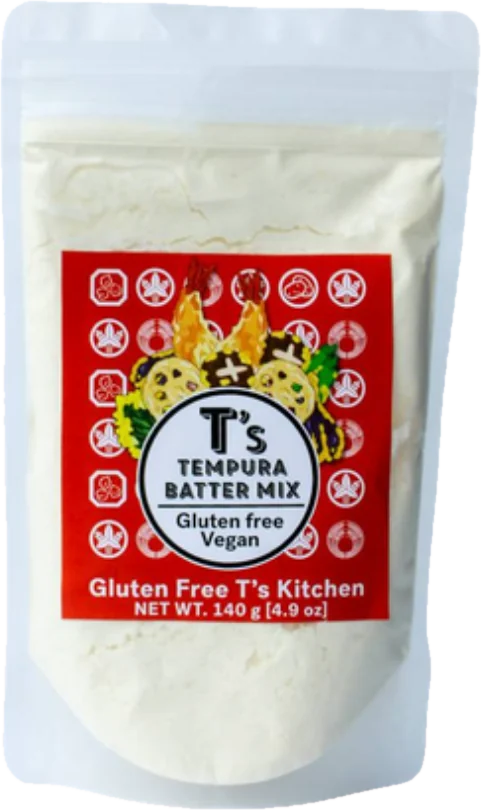 T's
TEMPURA
BATTER MIX
Gluten free
Vegan
Gluten Free T's Kitchen
NET WT. 140 g [4.9 oz]